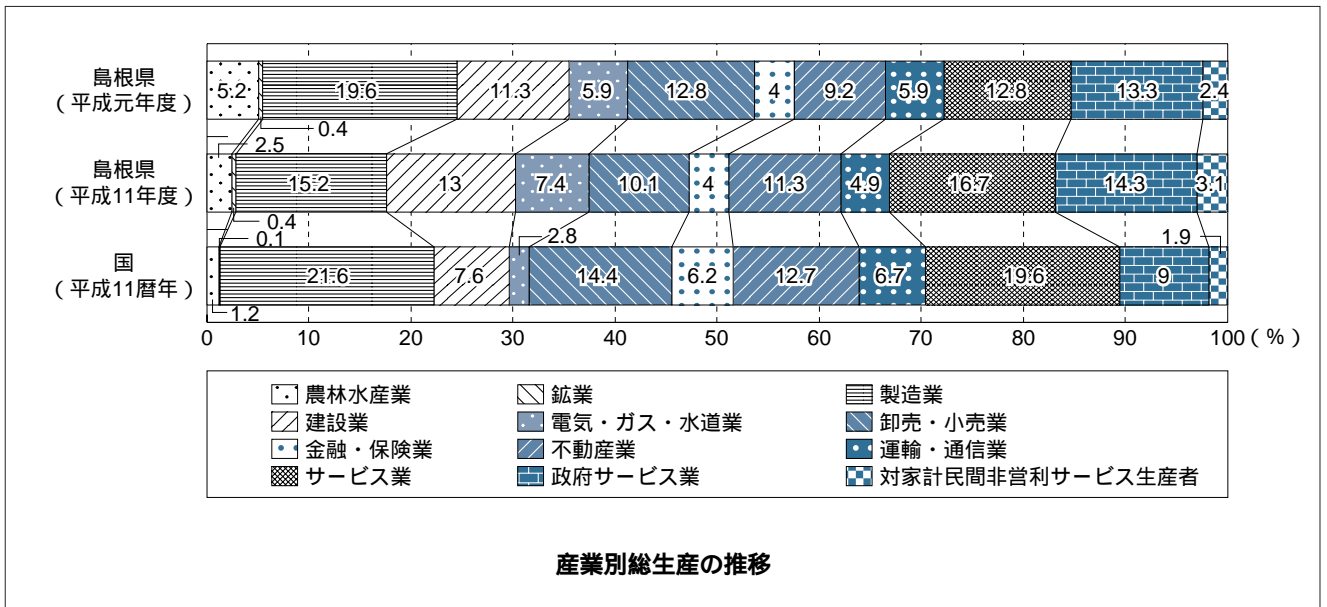 島根県
（平成元年度）
5.2 19.6 11.3 5.9 12.8 4 9.2 5.9 12.8 13.3 2.4
0.4
2.5
島根県
（平成11年度）
15.2 13 7.4 10.1 4 11.3 4.9 16.7 14.3 3.1
0.4
0.1 2.8 1.9
国
（平成11暦年）
21.6 7.6 14.4 6.2 12.7 6.7 19.6 9
1.2
0 10 20 30 40 50 60 70 80 90 100（%）
農林水産業 鉱業 製造業
建設業 電気・ガス・水道業 卸売・小売業
金融・保険業 不動産業 運輸・通信業
サービス業 政府サービス業 対家計民間非営利サービス生産者
産業別総生産の推移